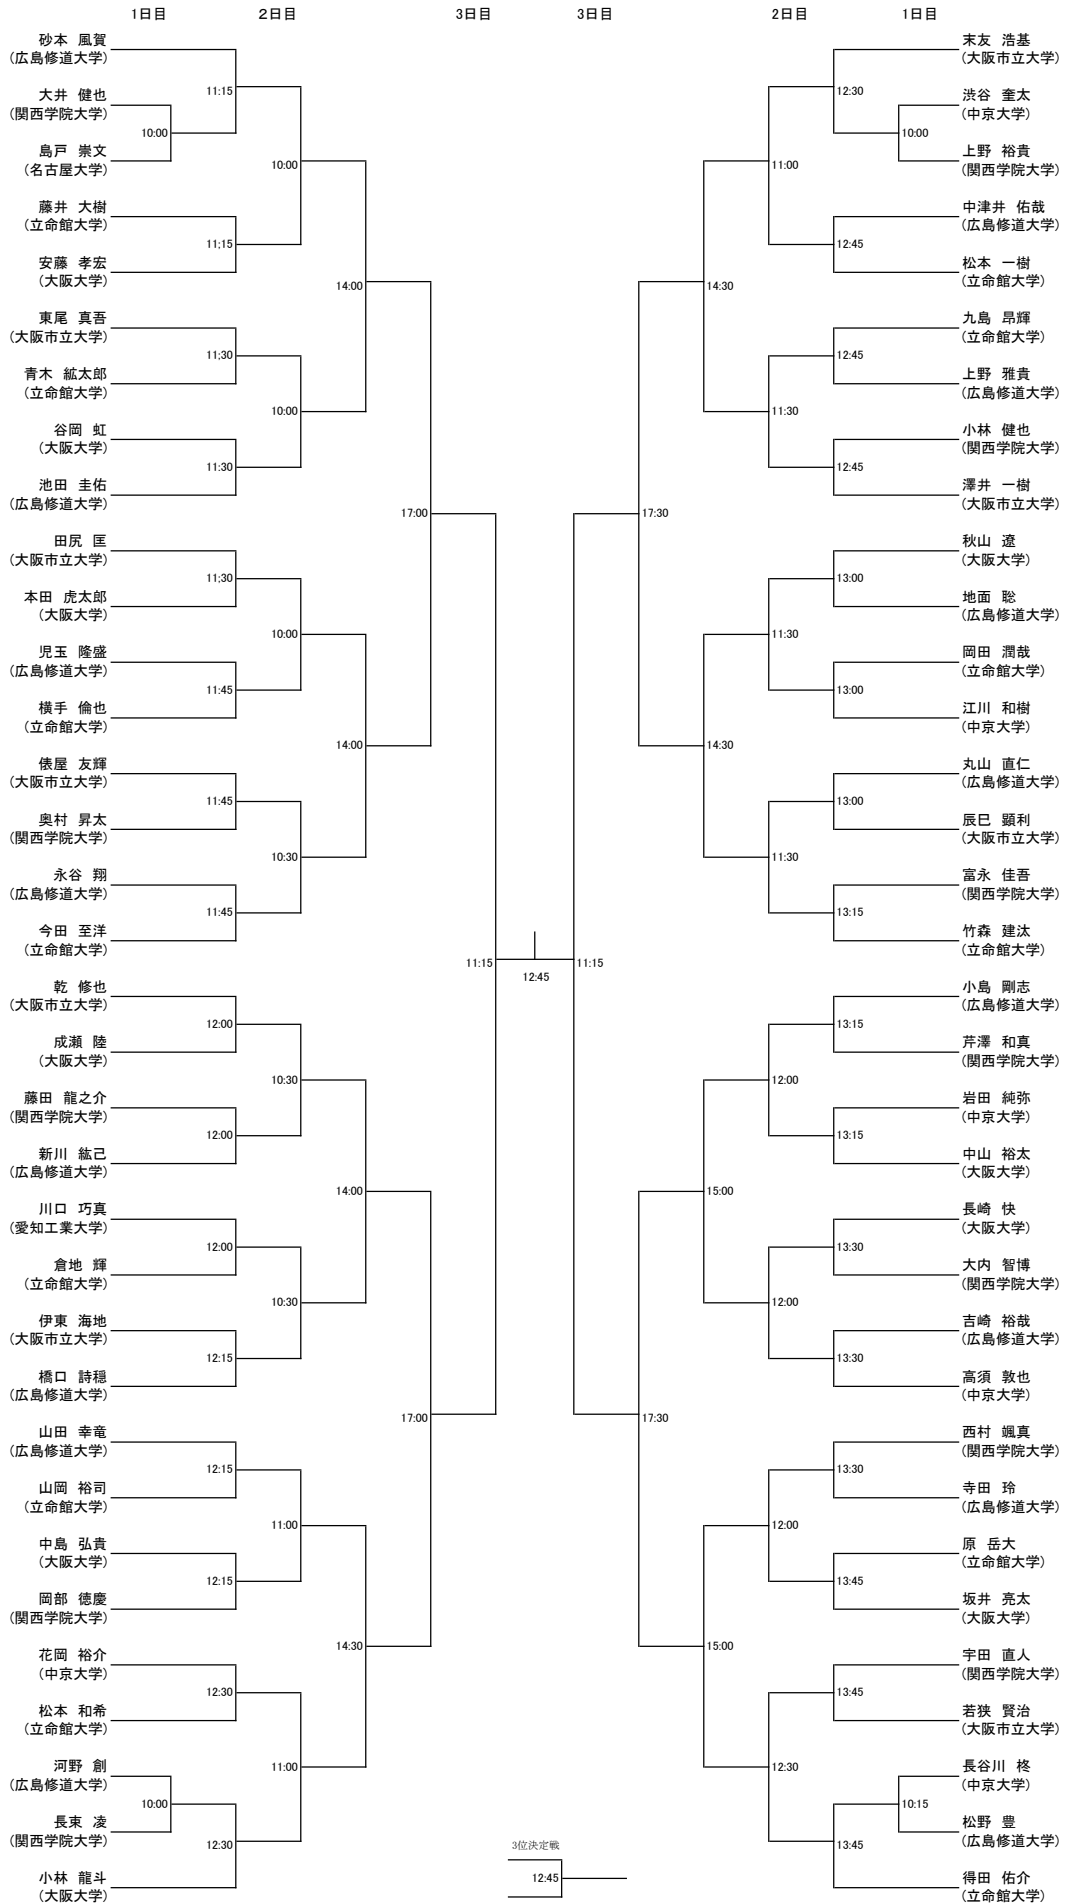 1日目
2日目
3日目
3日目
2日目
1日目
砂本 風賀
(広島修道大学)
11:15
大井 健也
(関西学院大学)
10:00
島戸 崇文
(名古屋大学)
10:00
藤井 大樹
(立命館大学)
11;15
安藤 孝宏
(大阪大学)
14:00
東尾 真吾
(大阪市立大学)
11;30
青木 紘太郎
(立命館大学)
10:00
谷岡 虹
(大阪大学)
11:30
池田 圭佑
(広島修道大学)
17:00
田尻 匡
(大阪市立大学)
11;30
本田 虎太郎
(大阪大学)
10:00
児玉 隆盛
(広島修道大学)
11:45
横手 倫也
(立命館大学)
14:00
俵屋 友輝
(大阪市立大学)
11:45
奥村 昇太
(関西学院大学)
10:30
永谷 翔
(広島修道大学)
11:45
今田 至洋
(立命館大学)
11:15
12:45
11:15
乾 修也
(大阪市立大学)
12:00
成瀬 陸
(大阪大学)
10:30
藤田 龍之介
(関西学院大学)
12:00
新川 紘己
(広島修道大学)
14:00
川口 巧真
(愛知工業大学)
12:00
倉地 輝
(立命館大学)
10:30
伊東 海地
(大阪市立大学)
12:15
橋口 詩穏
(広島修道大学)
17:00
山田 幸竜
(広島修道大学)
12:15
山岡 裕司
(立命館大学)
11:00
中島 弘貴
(大阪大学)
12:15
岡部 徳慶
(関西学院大学)
14:30
花岡 裕介
(中京大学)
12:30
松本 和希
(立命館大学)
11:00
河野 創
(広島修道大学)
10:00
長束 凌
(関西学院大学)
12:30
小林 龍斗
(大阪大学)
3位決定戦
12:45
末友 浩基
(大阪市立大学)
12:30
渋谷 奎太
(中京大学)
10:00
上野 裕貴
(関西学院大学)
11:00
中津井 佑哉
(広島修道大学)
12:45
松本 一樹
(立命館大学)
14:30
九島 昂輝
(立命館大学)
12:45
上野 雅貴
(広島修道大学)
11:30
小林 健也
(関西学院大学)
12:45
澤井 一樹
(大阪市立大学)
17:30
秋山 遼
(大阪大学)
13:00
地面 聡
(広島修道大学)
11:30
岡田 潤哉
(立命館大学)
13:00
江川 和樹
(中京大学)
14:30
丸山 直仁
(広島修道大学)
13:00
辰巳 顕利
(大阪市立大学)
11:30
富永 佳吾
(関西学院大学)
13:15
竹森 建汰
(立命館大学)
小島 剛志
(広島修道大学)
13:15
芹澤 和真
(関西学院大学)
12:00
岩田 純弥
(中京大学)
13:15
中山 裕太
(大阪大学)
15:00
長崎 快
(大阪大学)
13:30
大内 智博
(関西学院大学)
12:00
吉崎 裕哉
(広島修道大学)
13:30
高須 敦也
(中京大学)
17:30
西村 颯真
(関西学院大学)
13:30
寺田 玲
(広島修道大学)
12:00
原 岳大
(立命館大学)
13:45
坂井 亮太
(大阪大学)
15:00
宇田 直人
(関西学院大学)
13:45
若狭 賢治
(大阪市立大学)
12:30
長谷川 柊
(中京大学)
10:15
松野 豊
(広島修道大学)
13:45
得田 佑介
(立命館大学)